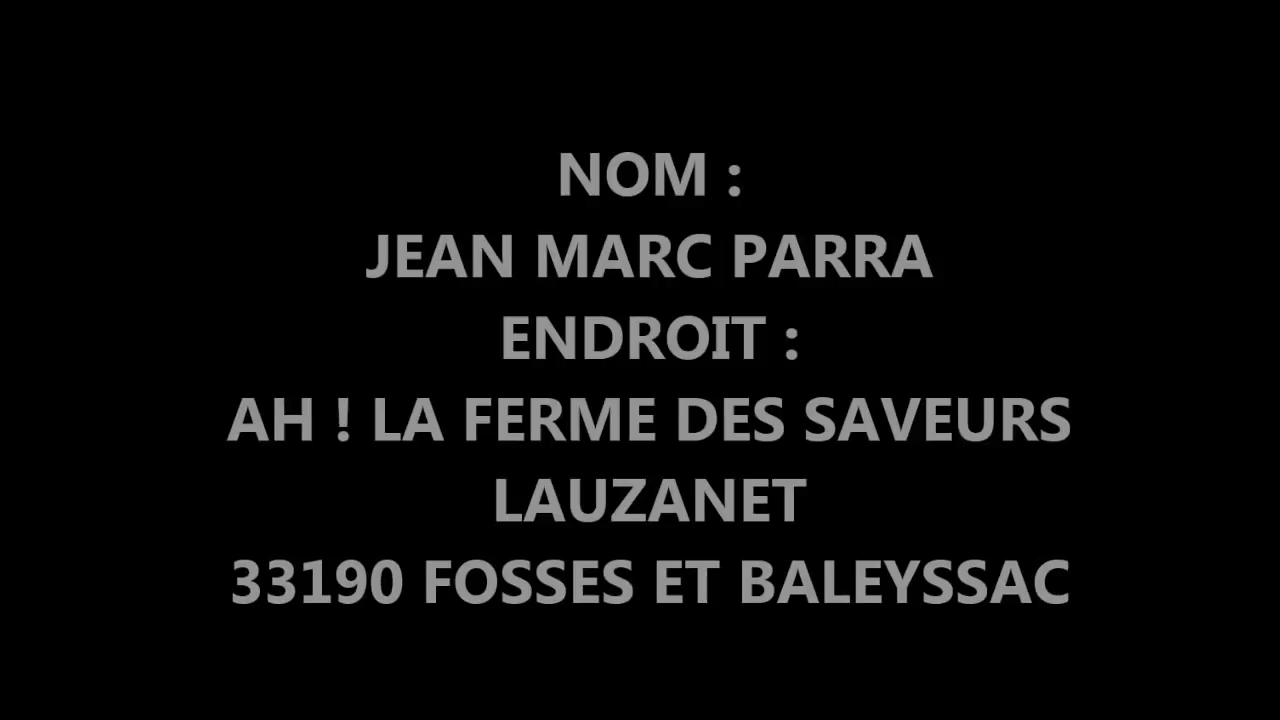 NOM :
JEAN MARC PARRA
ENDROIT :
AH ! LA FERME DES SAVEURS
LAUZANET
33190 FOSSES ET BALEYSSAC